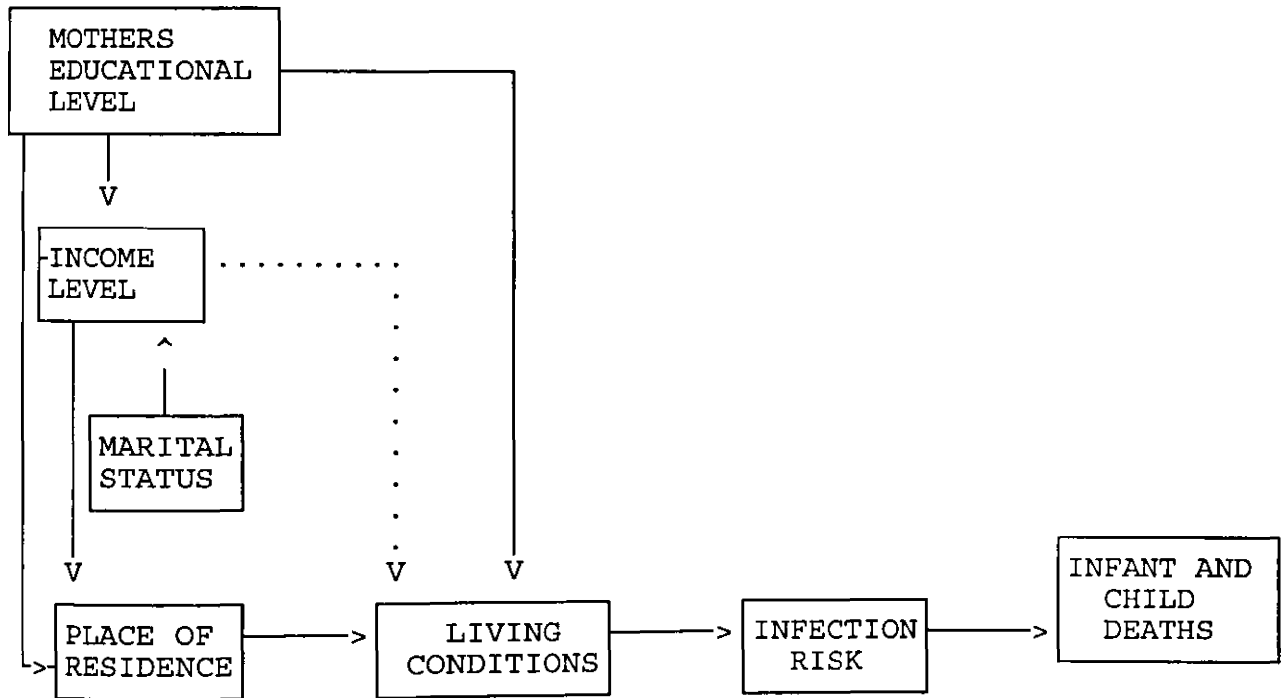 MOTHERS
EDUCATIONAL
LEVEL
INCOME
LEVEL
MARITAL
STATUS
PLACE OF
RESIDENCE
LIVING
CONDITIONS
INFECTION
RISK
INFANT AND
CHILD
DEATHS